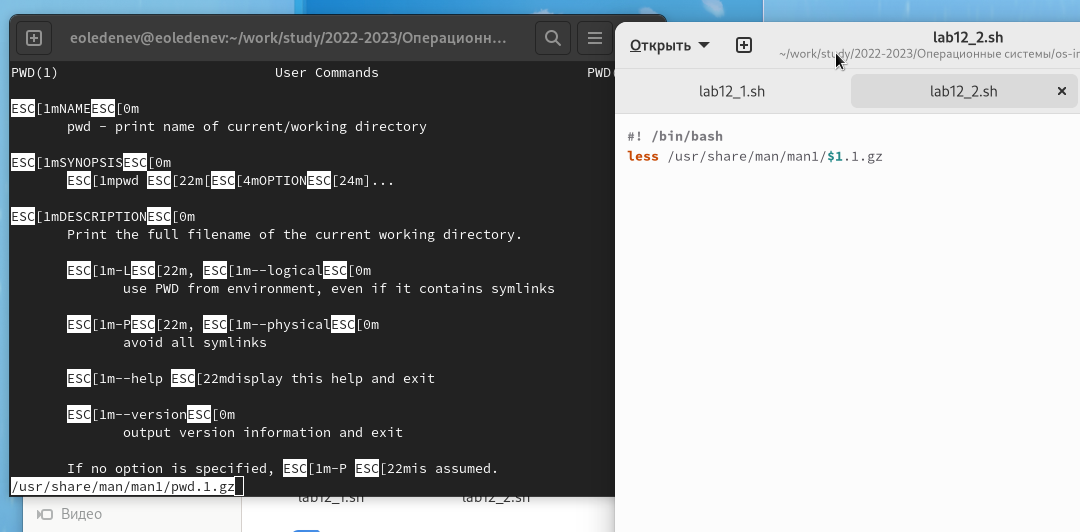 eoledenev@eoledenev:~/work/study/2022-2023/Операционн...
PWD(1) User Commands PWD(
ESC[1mNAMEESC[0m
pwd - print name of current/working directory
ESC[1mSYNOPSISESC[0m
ESC[1mpwd ESC[22m[ESC[4mOPTIONESC[24m]...
ESC[1mDESCRIPTIONESC[0m
Print the full filename of the current working directory.
ESC[1m-LESC[22m, ESC[1m--logicalESC[0m
use PWD from environment, even if it contains symlinks
ESC[1m-PESC[22m, ESC[1m--physicalESC[0m
avoid all symlinks
ESC[1m--help ESC[22mdisplay this help and exit
ESC[1m--versionESC[0m
output version information and exit
If no option is specified, ESC[1m-P ESC[22mis assumed.
/usr/share/man/man1/pwd.1.gz
lab12_1.sh lab12_2.sh
Видео
Открыть
lab12_2.sh
~/work/study/2022-2023/Операционные системы/os-in
lab12_1.sh lab12_2.sh
#! /bin/bash
less /usr/share/man/man1/$1.1.gz